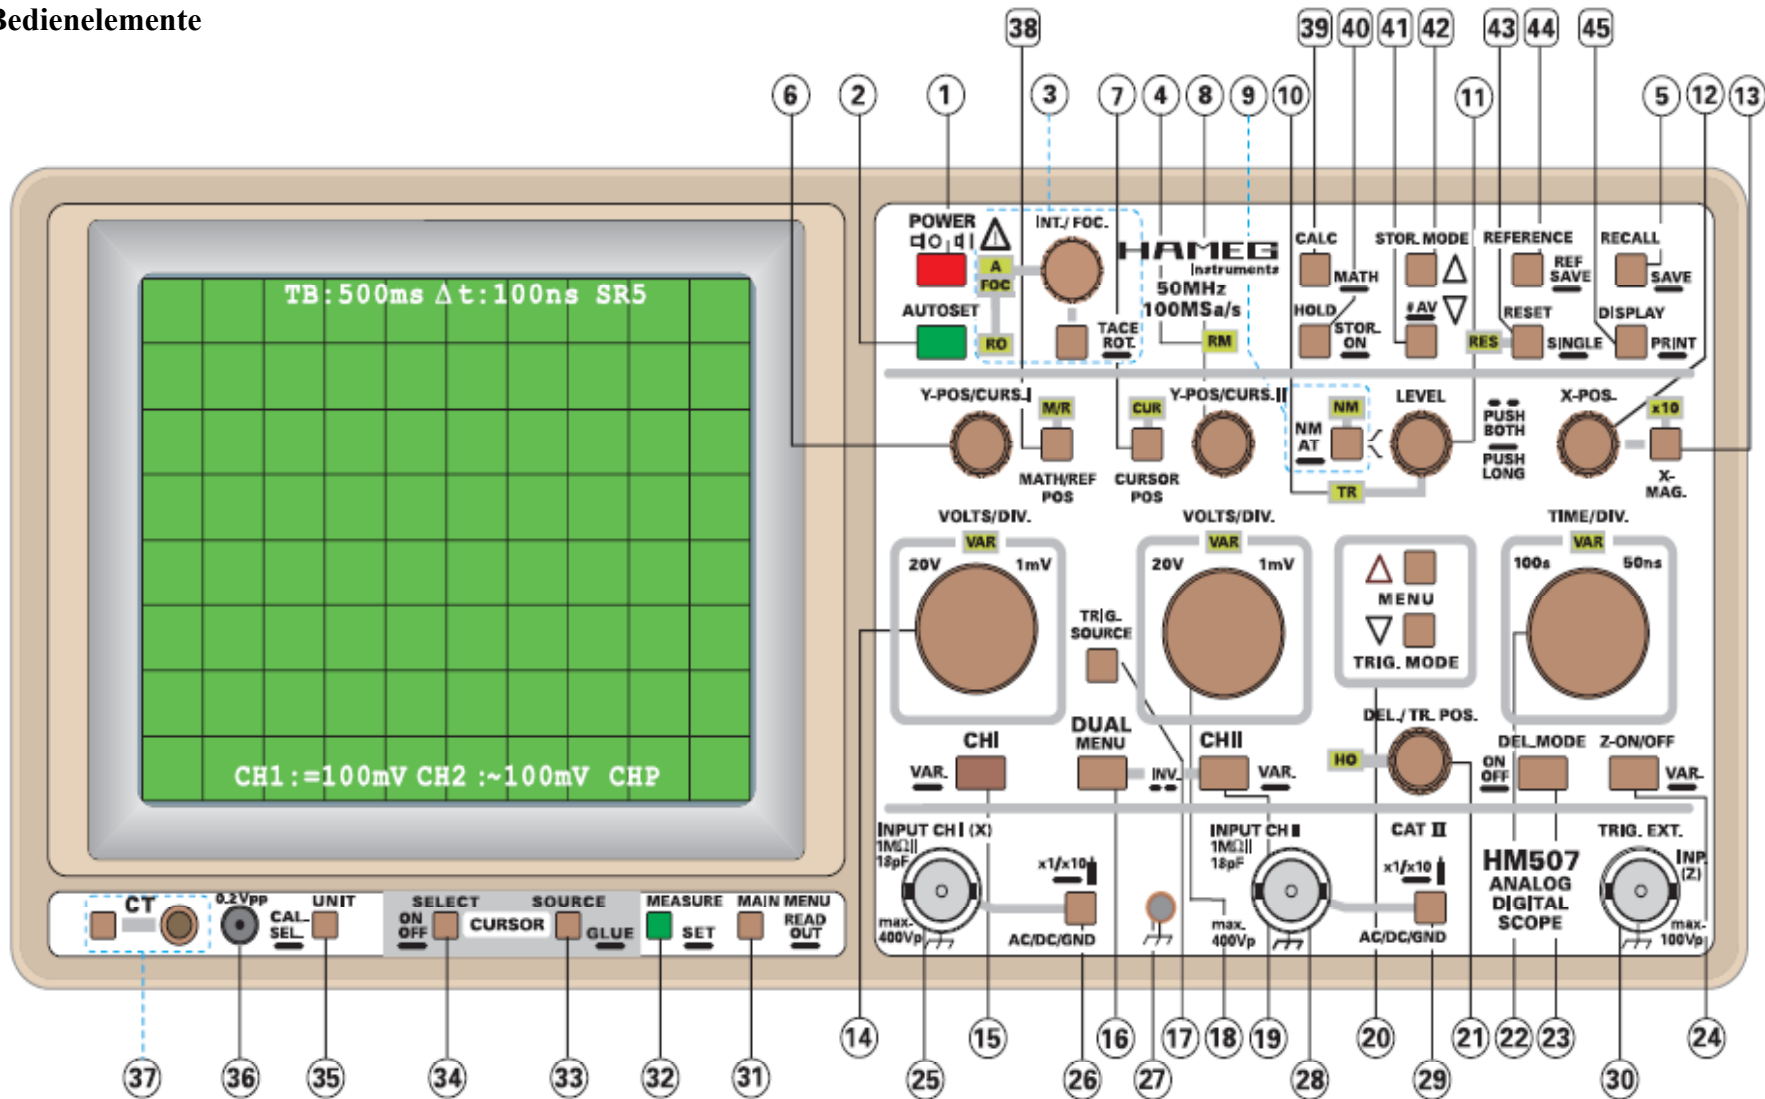 Bedienelemente
38 39 40 41 42 43 44 45
6 2 1 3 7 4 8 9 10 11 5 12 13
POWER
INT./ FOC.
HAMEG
Instruments
50MHz
100MSa/s
A
FOC
RO
AUTOSET
TACE
ROT.
RM
CALC
MATH
HOLD
STOR.
ON
STOR. MODE
#AV
REFERENCE
REF
SAVE
RESET
RES
SINGLE
RECALL
SAVE
DISPLAY
PRINT
TB:500ms Δt:100ns SR5
CH1:=100mV CH2 :~100mV CHP
Y-POS/CURS. I
M/R
MATH/REF
POS
CUR
CURSOR
POS
Y-POS/CURS. II
NM
AT
NM
LEVEL
TR
PUSH
BOTH
PUSH
LONG
X-POS.
x10
X-
MAG.
VOLTS/DIV.
VAR
20V 1mV
VOLTS/DIV.
VAR
20V 1mV
TRIG.
SOURCE
MENU
TRIG. MODE
TIME/DIV.
VAR
100s 50ns
CHI
VAR.
DUAL
MENU
INV.
CHII
VAR.
DEL./ TR. POS.
HO
DEL.MODE
ON
OFF
Z-ON/OFF
VAR.
INPUT CH I (X)
1MΩII
18pF
max.
400Vp
x1/x10
AC/DC/GND
INPUT CH II
1MΩII
18pF
max.
400Vp
CAT II
x1/x10
AC/DC/GND
HM507
ANALOG
DIGITAL
SCOPE
TRIG. EXT.
INP.
(Z)
max.
100Vp
CT
0.2Vpp
CAL.
SEL.
UNIT
SELECT
ON
OFF
CURSOR
SOURCE
GLUE
MEASURE
SET
MAIN MENU
READ
OUT
14 15 16 17 18 19 20 21 22 23 24
37 36 35 34 33 32 31 25 26 27 28 29 30